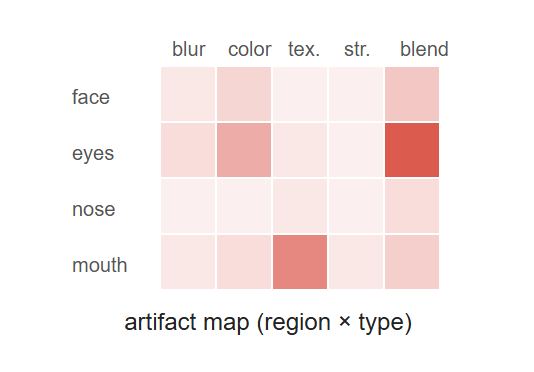 blur color tex. str. blend
face
eyes
nose
mouth
artifact map (region × type)